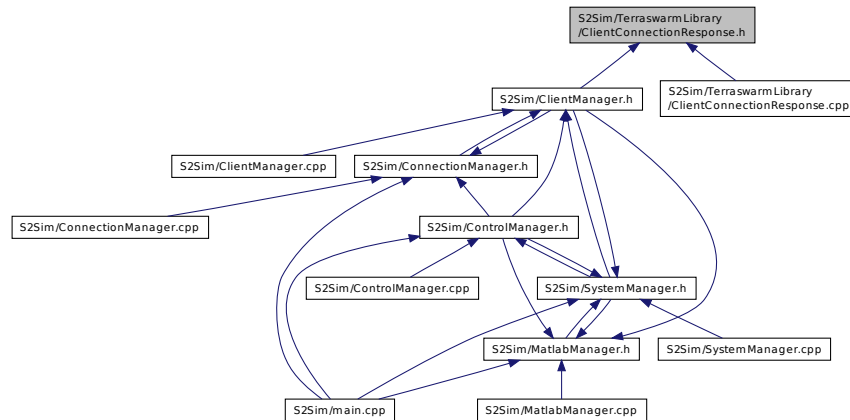 S2Sim/TerraswarmLibrary
/ClientConnectionResponse.h
S2Sim/ClientManager.h
S2Sim/TerraswarmLibrary
/ClientConnectionResponse.cpp
S2Sim/ClientManager.cpp
S2Sim/ConnectionManager.h
S2Sim/ConnectionManager.cpp
S2Sim/ControlManager.h
S2Sim/ControlManager.cpp
S2Sim/SystemManager.h
S2Sim/MatlabManager.h
S2Sim/SystemManager.cpp
S2Sim/main.cpp
S2Sim/MatlabManager.cpp